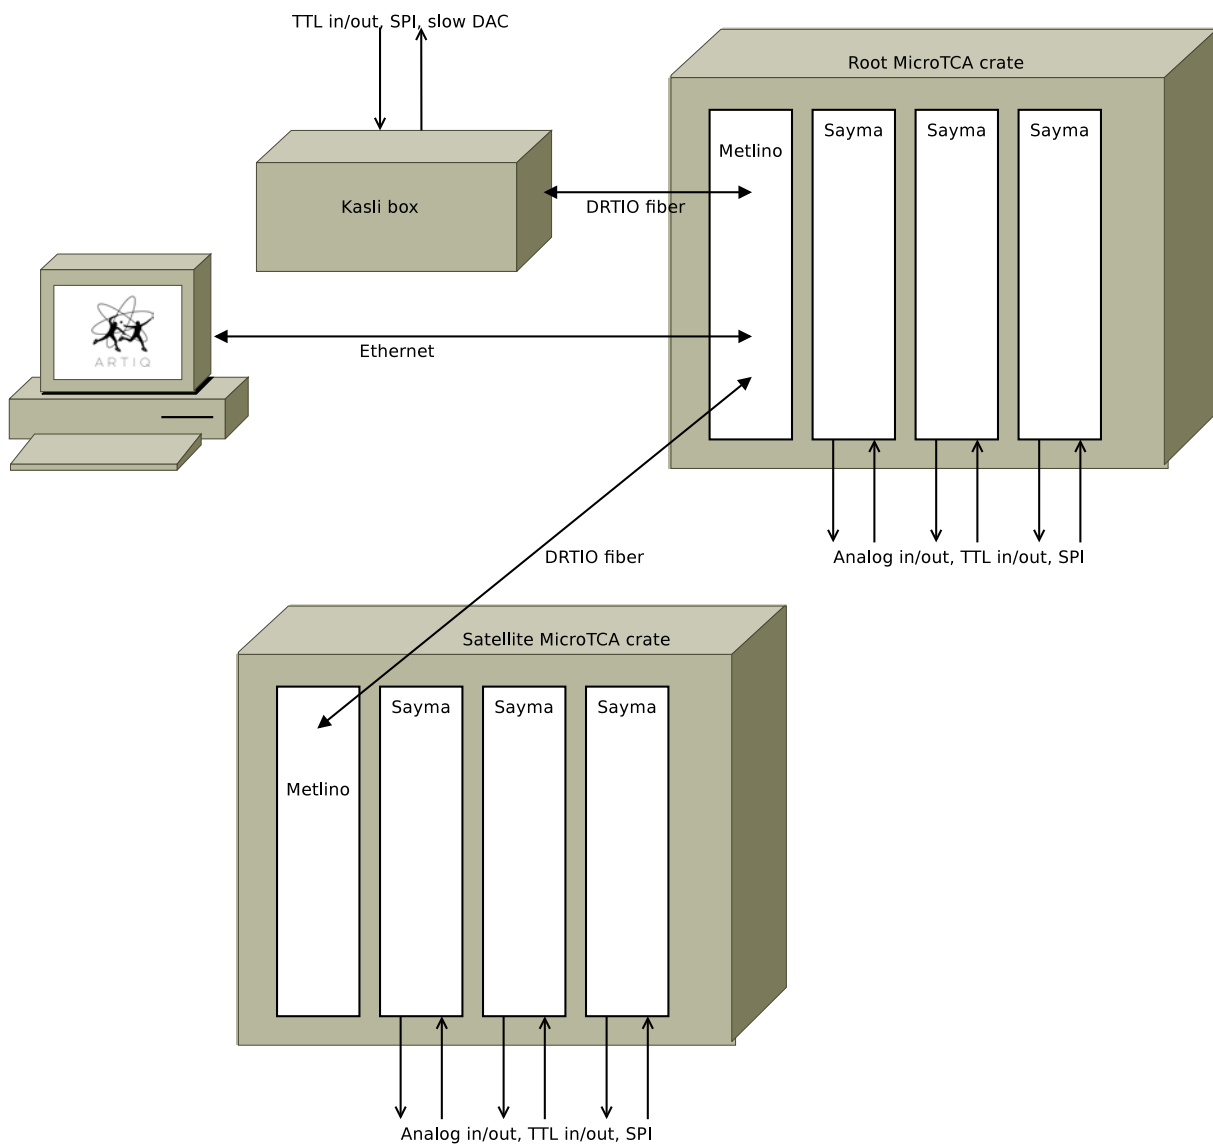 TTL in/out, SPI, slow DAC
Root MicroTCA crate
Metlino
Sayma
Sayma
Sayma
Kasli box
DRTIO fiber
ARTIQ
Ethernet
DRTIO fiber
Analog in/out, TTL in/out, SPI
Satellite MicroTCA crate
Metlino
Sayma
Sayma
Sayma
Analog in/out, TTL in/out, SPI